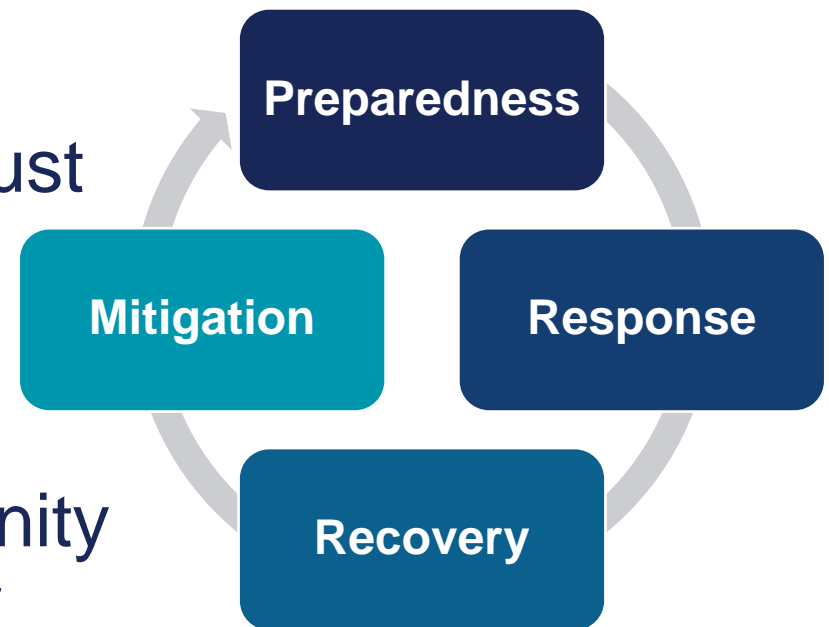 Preparedness
ust
Mitigation
Response
nity
Recovery